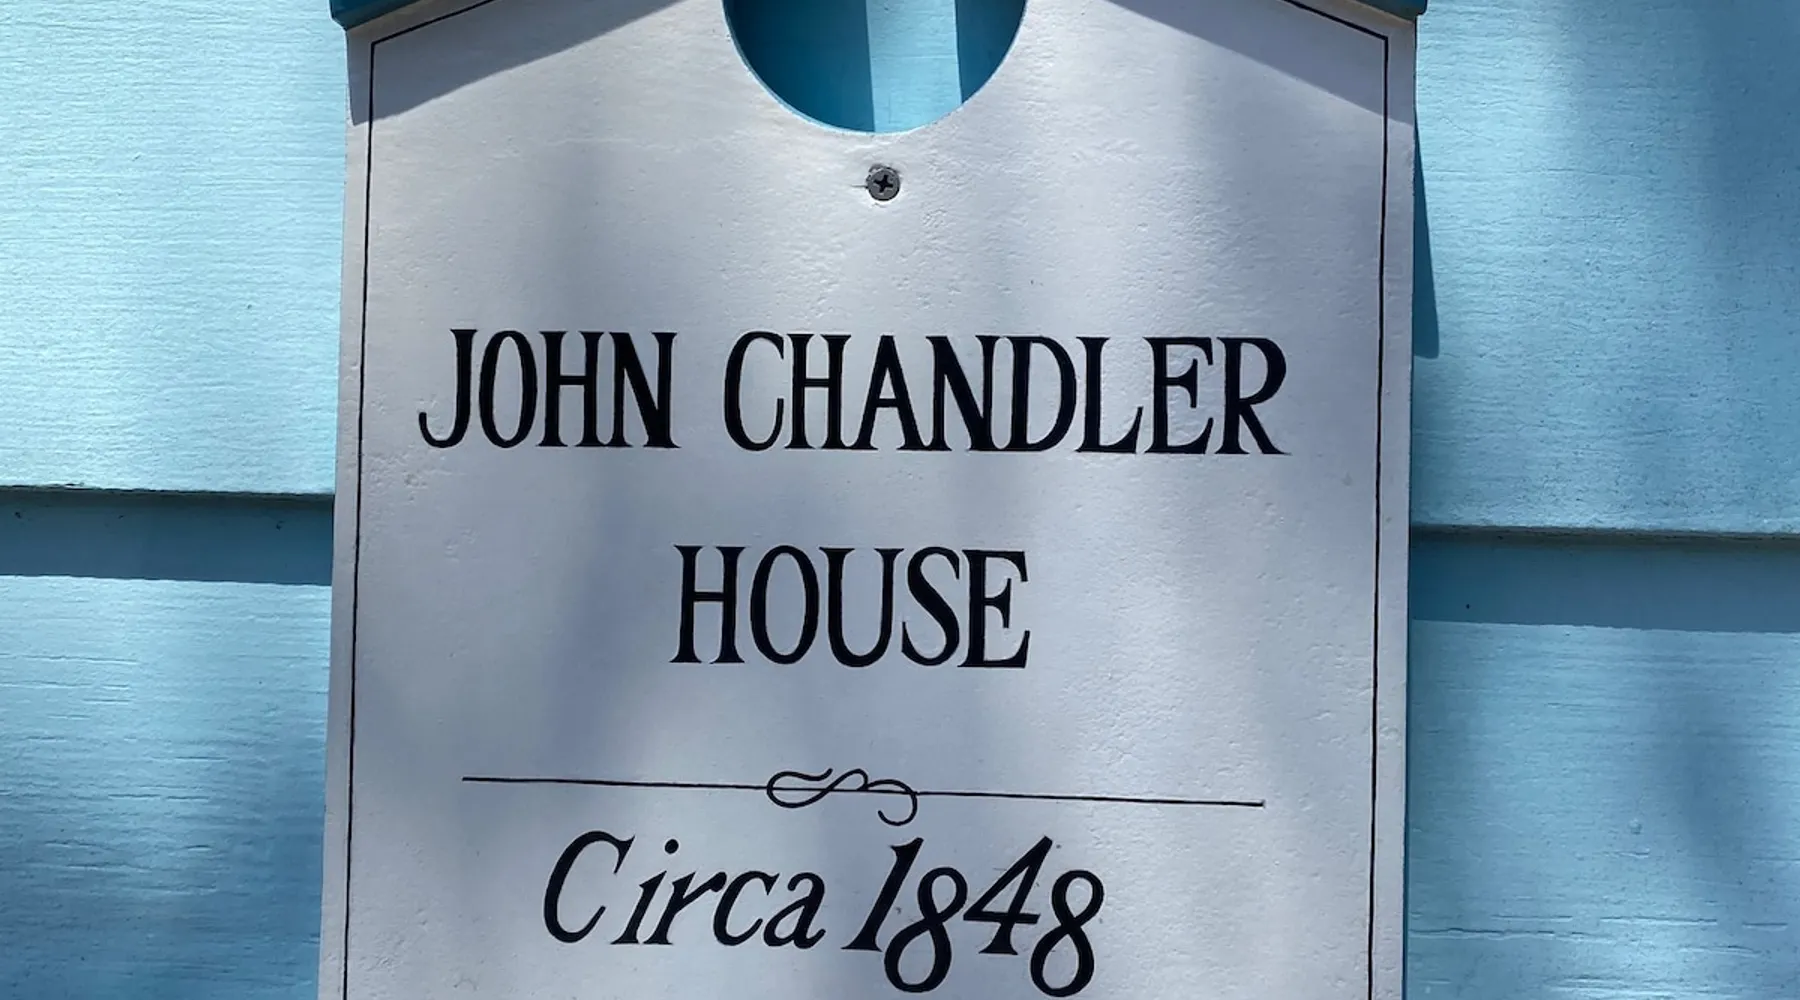 JOHN CHANDLER
HOUSE
Circa 1848